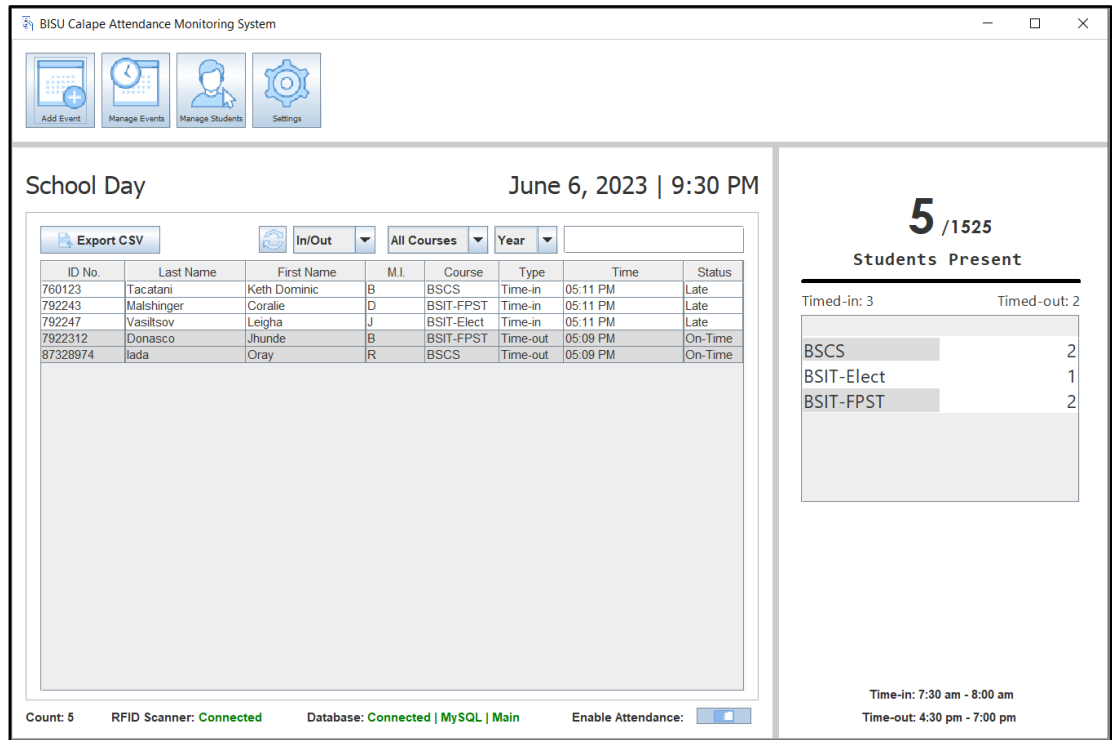 BISU Calape Attendance Monitoring System
Add Event Manage Events Manage Students Settings
School Day June 6, 2023 | 9:30 PM
Export CSV In/Out All Courses Year
ID No. Last Name First Name M.I. Course Type Time Status
760123 Tacatani Keth Dominic B BSCS Time-in 05:11 PM Late
792243 Malshinger Coralie D BSIT-FPST Time-in 05:11 PM Late
792247 Vasiltsov Leigha J BSIT-Elect Time-in 05:11 PM Late
7922312 Donasco Jhunde B BSIT-FPST Time-out 05:09 PM On-Time
87328974 lada Oray R BSCS Time-out 05:09 PM On-Time
Count: 5 RFID Scanner: Connected Database: Connected | MySQL | Main Enable Attendance:
5 /1525
Students Present
Timed-in: 3 Timed-out: 2
BSCS 2
BSIT-Elect 1
BSIT-FPST 2
Time-in: 7:30 am - 8:00 am
Time-out: 4:30 pm - 7:00 pm